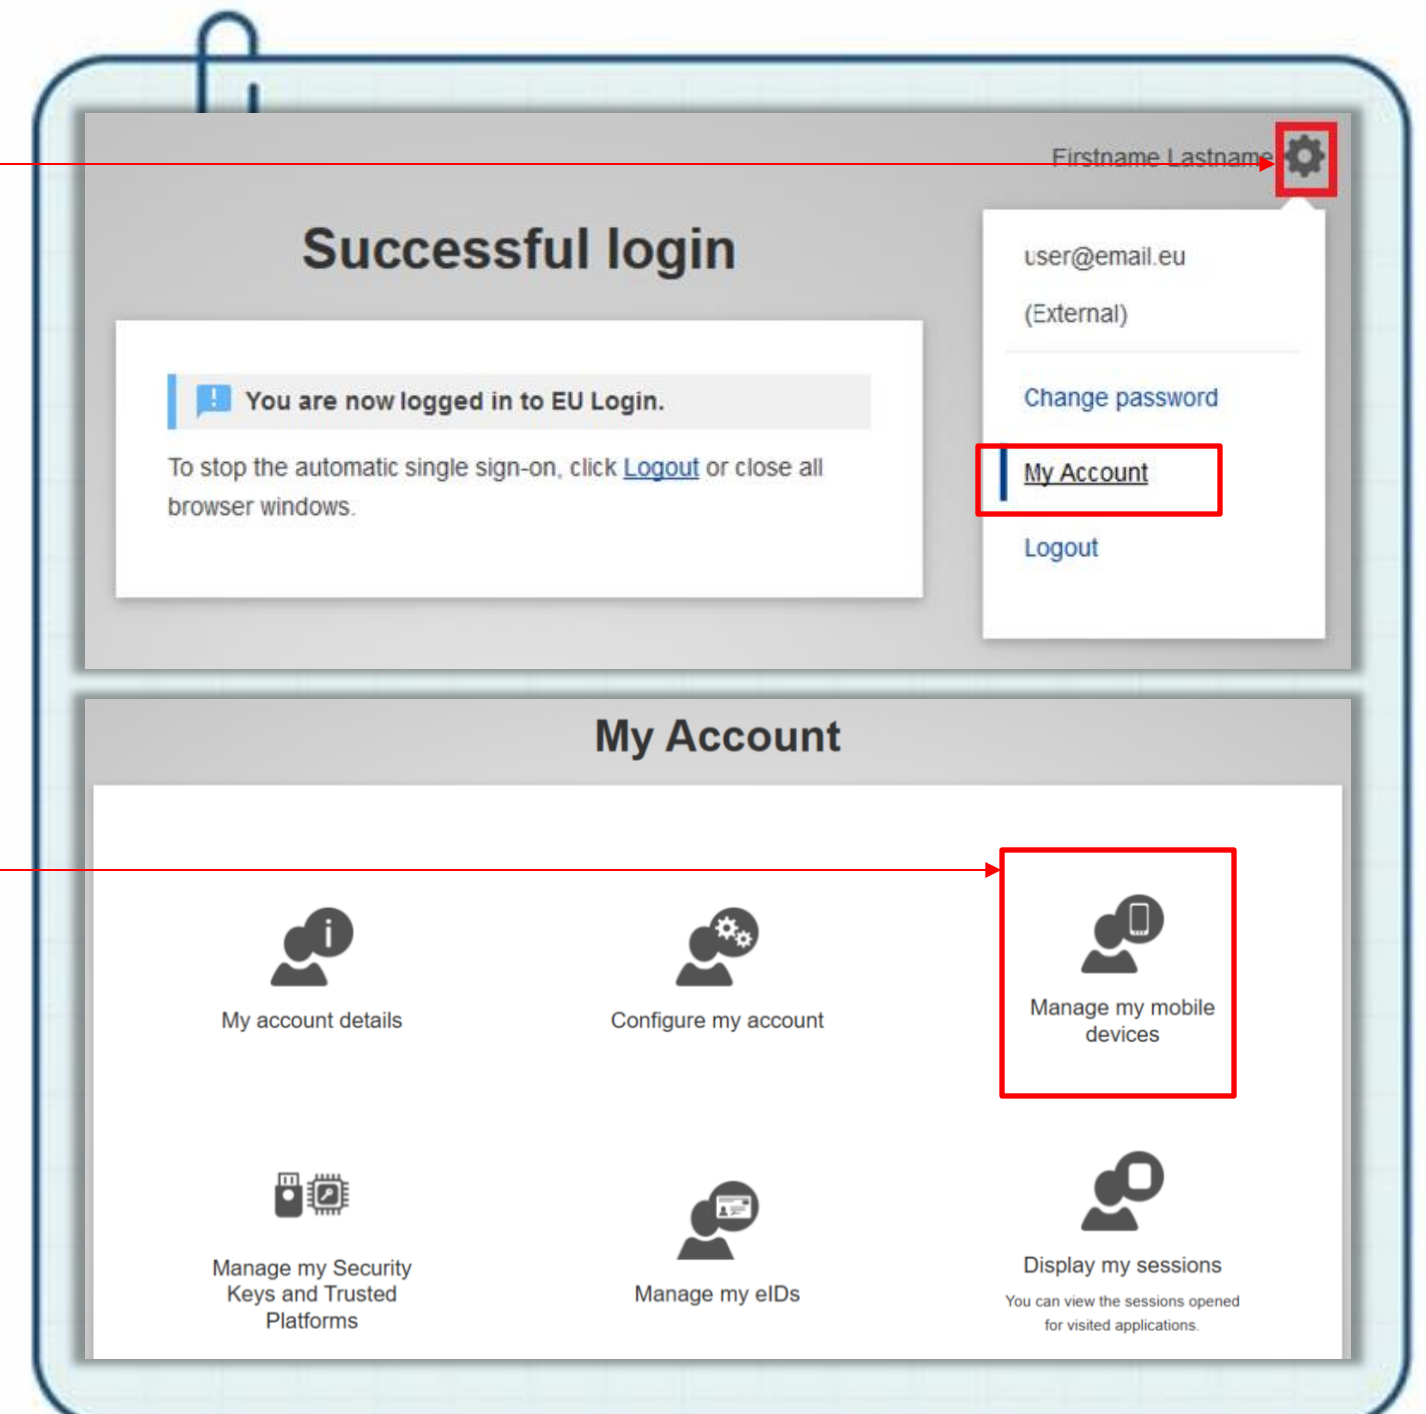 Firstname Lastname
Successful login
user@email.eu
(External)
You are now logged in to EU Login.
Change password
To stop the automatic single sign-on, click Logout or close all
browser windows.
My Account
Logout
My Account
My account details
Configure my account
Manage my mobile
devices
Manage my Security
Keys and Trusted
Platforms
Manage my eIDs
Display my sessions
You can view the sessions opened
for visited applications.